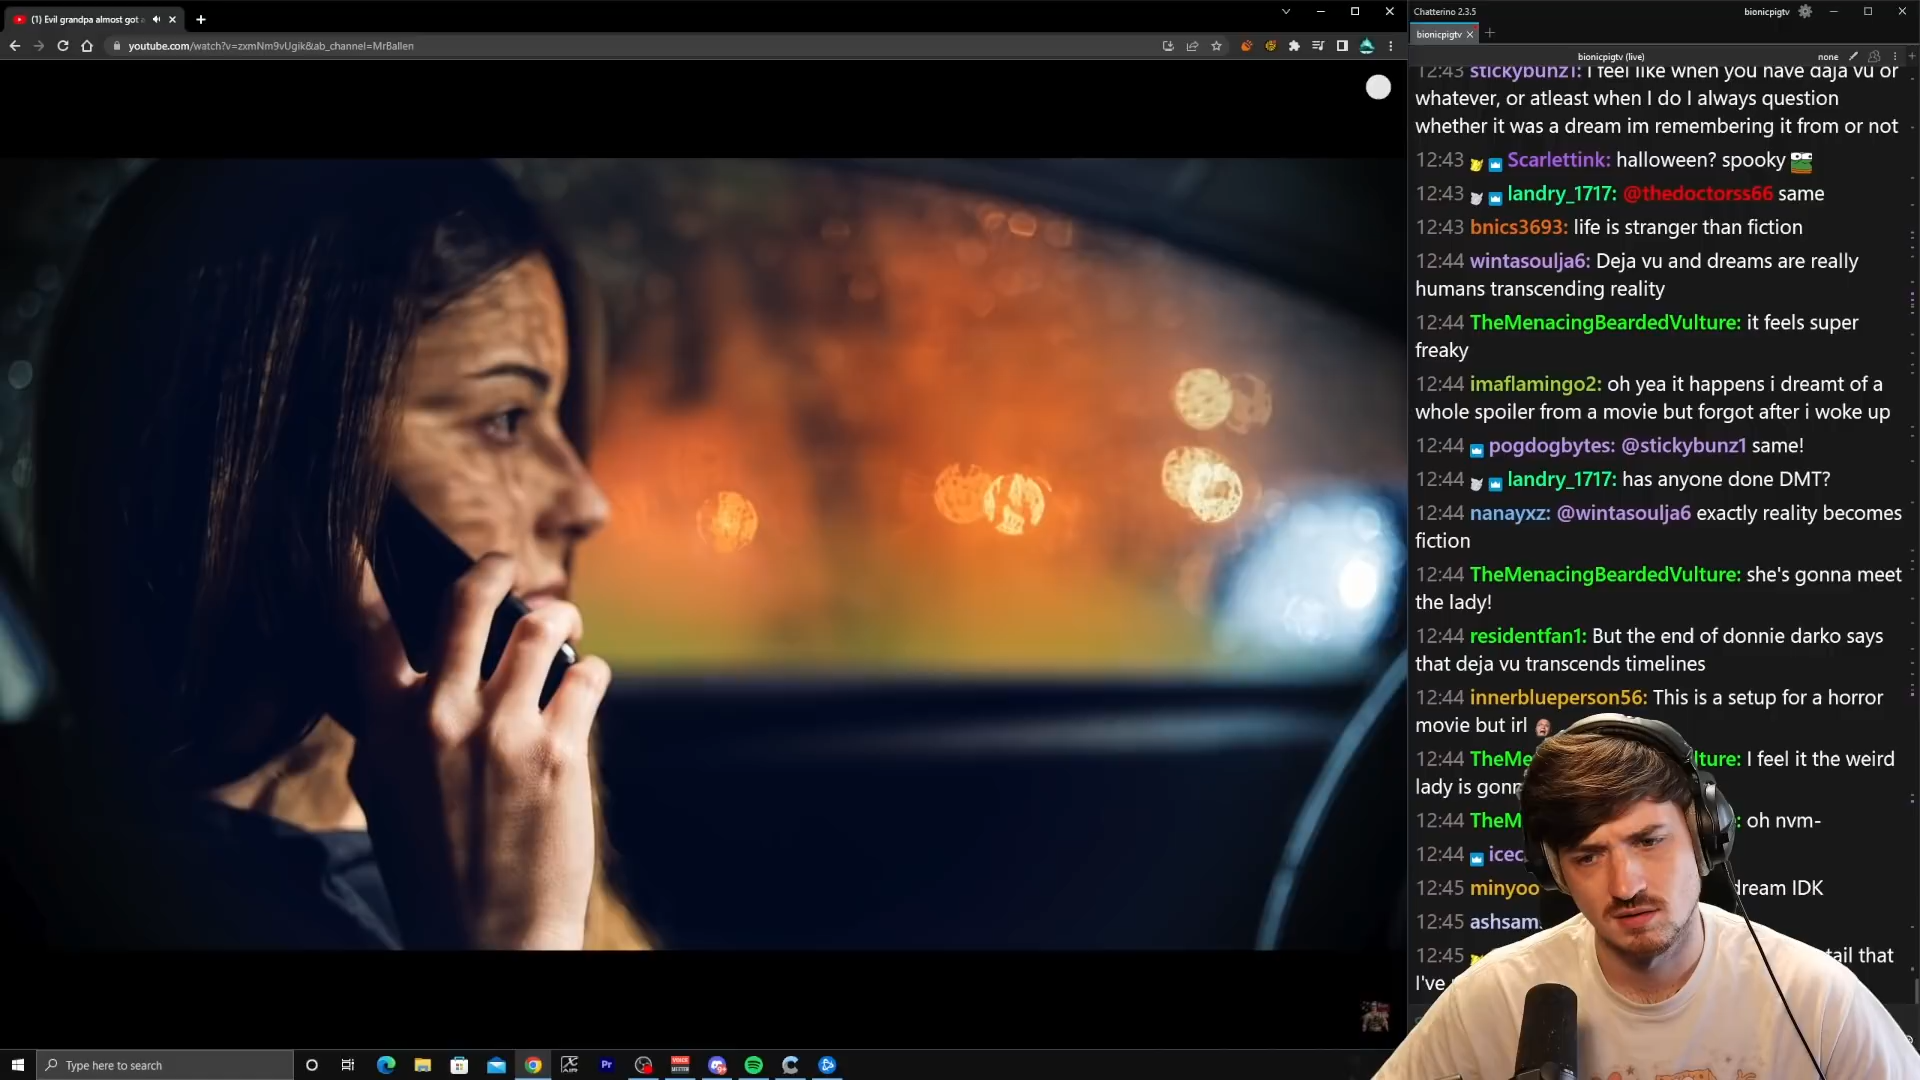 (1) Evil grandpa almost got a
youtube.com/watch?v=zxmNm9vUgik&ab_channel=MrBallen
Type here to search
Chatterino 2.3.5
bionicpigtv
bionicpigtv
bionicpigtv (live)
none
12:43 stickybunz1: I feel like when you have daja vu or
whatever, or atleast when I do I always question
whether it was a dream im remembering it from or not
12:43 Scarlettink: halloween? spooky
12:43 landry_1717: @thedoctorss66 same
12:43 bnics3693: life is stranger than fiction
12:44 wintasoulja6: Deja vu and dreams are really
humans transcending reality
12:44 TheMenacingBeardedVulture: it feels super
freaky
12:44 imaflamingo2: oh yea it happens i dreamt of a
whole spoiler from a movie but forgot after i woke up
12:44 pogdogbytes: @stickybunz1 same!
12:44 landry_1717: has anyone done DMT?
12:44 nanayxz: @wintasoulja6 exactly reality becomes
fiction
12:44 TheMenacingBeardedVulture: she's gonna meet
the lady!
12:44 residentfan1: But the end of donnie darko says
that deja vu transcends timelines
12:44 innerblueperson56: This is a setup for a horror
movie but irl
12:44 TheMe lture: I feel it the weird
lady is gonr
12:44 TheM : oh nvm-
12:44 icec
12:45 minyoo dream IDK
12:45 ashsam
12:45 tail that
I've